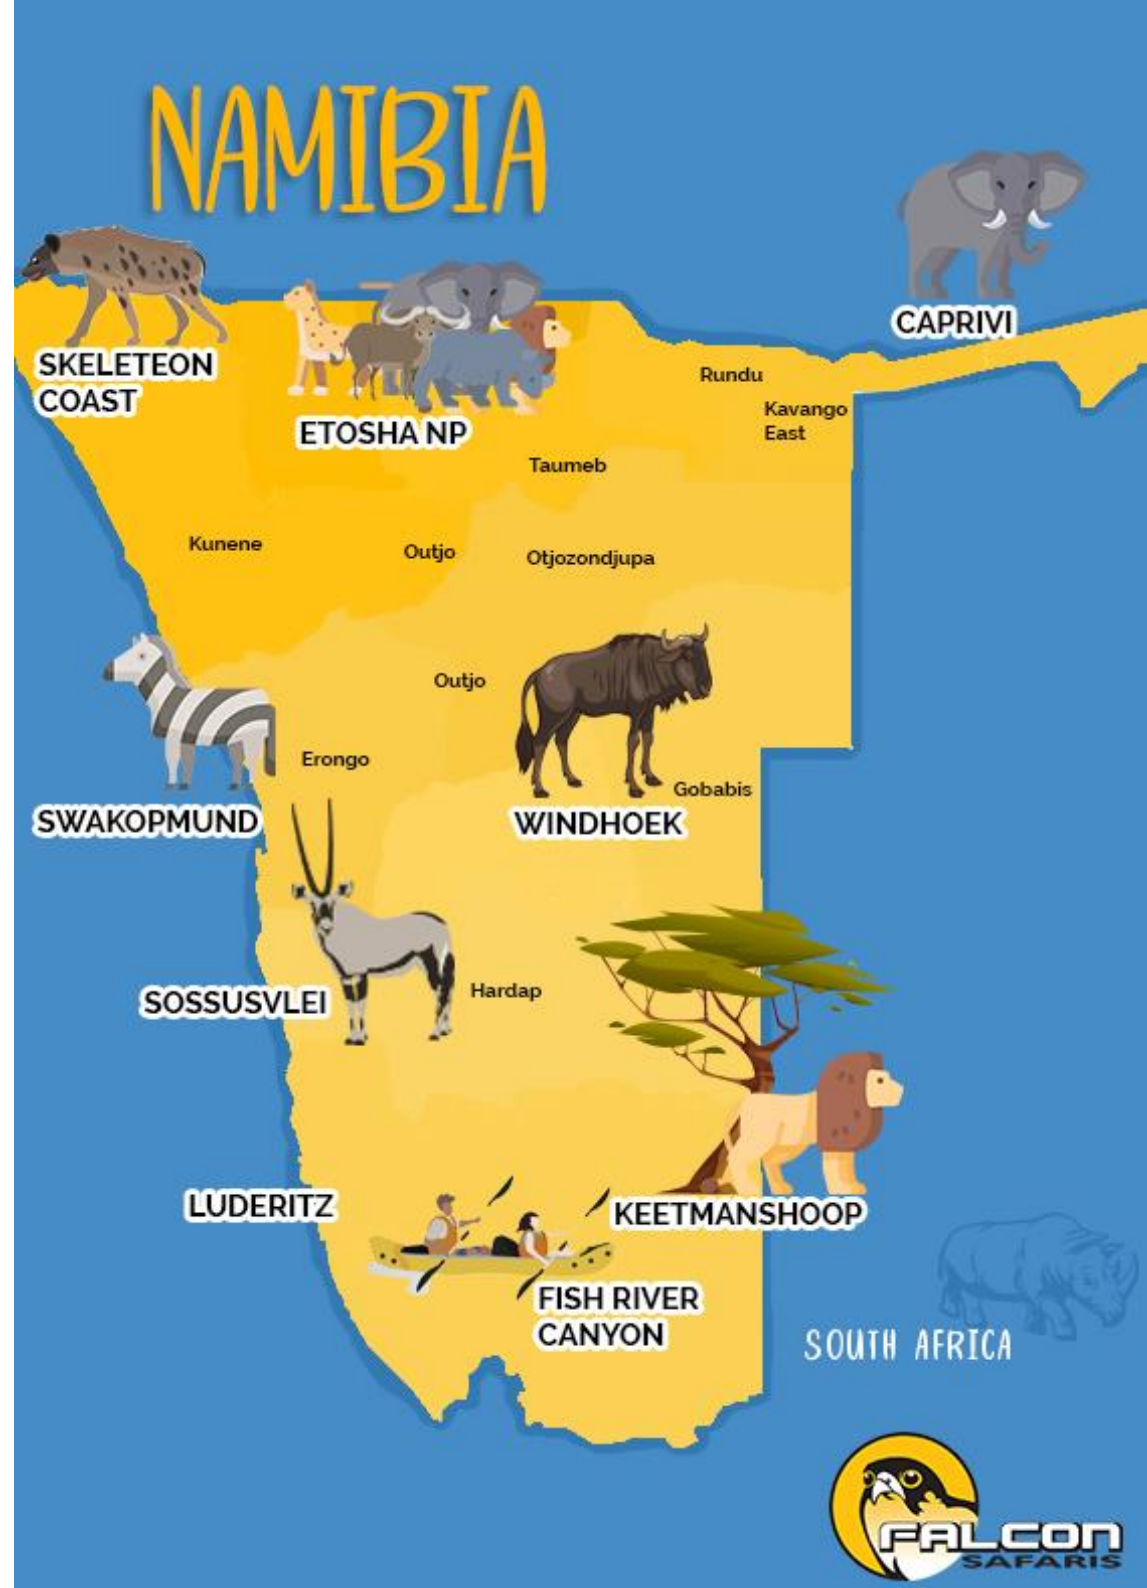 NAMIBIA
CAPRIVI
SKELETEON
COAST
ETOSHA NP
Rundu
Kavango
East
Taumeb
Kunene
Outjo
Otjozondjupa
Outjo
Erongo
Gobabis
SWAKOPMUND
WINDHOEK
SOSSUSVLEI
Hardap
LUDERITZ
KEETMANSHOOP
FISH RIVER
CANYON
SOUTH AFRICA
FALCON
SAFARIS